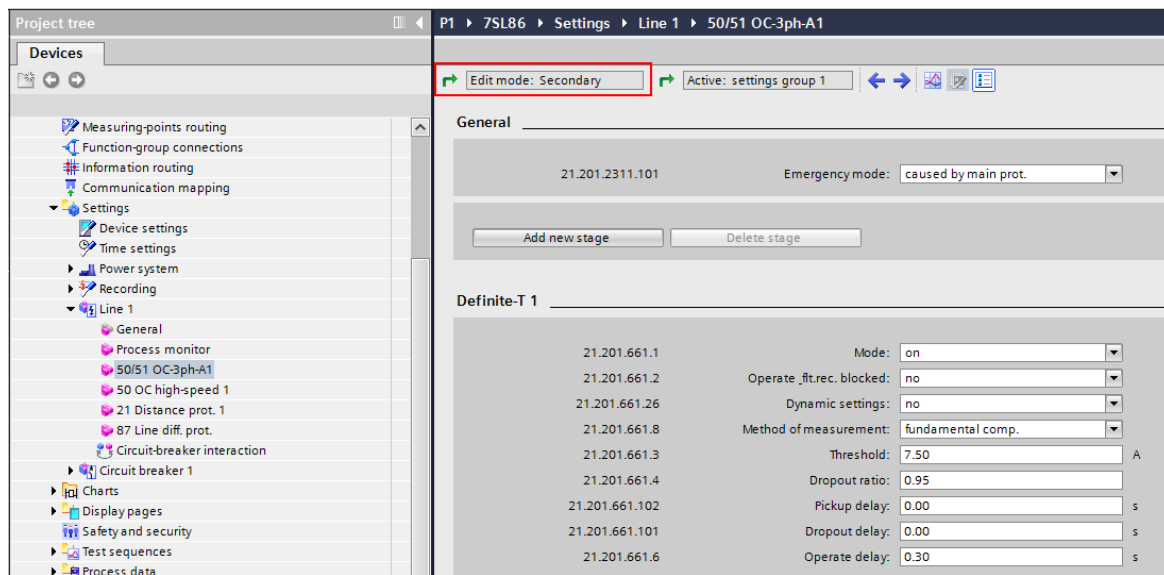 Project tree
Devices
Measuring-points routing
Function-group connections
Information routing
Communication mapping
Settings
Device settings
Time settings
Power system
Recording
Line 1
General
Process monitor
50/51 OC-3ph-A1
50 OC high-speed 1
21 Distance prot. 1
87 Line diff. prot.
Circuit-breaker interaction
Circuit breaker 1
Charts
Display pages
Safety and security
Test sequences
Process data
P1 7SL86 Settings Line 1 50/51 OC-3ph-A1
Edit mode: Secondary Active: settings group 1
General
21.201.2311.101 Emergency mode: caused by main prot.
Add new stage Delete stage
Definite-T 1
21.201.661.1 Mode: on
21.201.661.2 Operate _flt.rec. blocked: no
21.201.661.26 Dynamic settings: no
21.201.661.8 Method of measurement: fundamental comp.
21.201.661.3 Threshold: 7.50 A
21.201.661.4 Dropout ratio: 0.95
21.201.661.102 Pickup delay: 0.00 s
21.201.661.101 Dropout delay: 0.00 s
21.201.661.6 Operate delay: 0.30 s